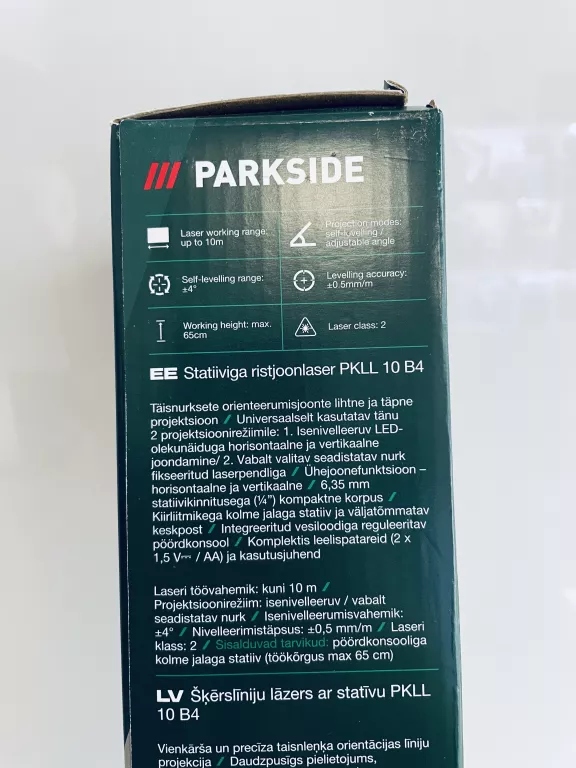 PARKSIDE
Laser working range:
up to 10m
Projection modes:
self-levelling /
adjustable angle
Self-levelling range:
±4°
Levelling accuracy:
±0.5mm/m
Working height: max.
65cm
Laser class: 2
EE Statiiviga ristjoonlaser PKLL 10 B4
Täisnurksete orienteerumisjoonte lihtne ja täpne
projektsioon / Universaalselt kasutatav tänu
2 projektsioonirežiimile: 1. Isenivelleeruv LED-
olekunäiduga horisontaalne ja vertikaalne
joondamine/ 2. Vabalt valitav seadistatav nurk
fikseeritud laserpendliga / Ühejoonefunktsioon –
horisontaalne ja vertikaalne / 6,35 mm
statiivikinnitusega (¼") kompaktne korpus /
Kiirliitmikega kolme jalaga statiiv ja väljatõmmatav
keskpost / Integreeritud vesiloodiga reguleeritav
pöördkonsool / Komplektis leelispatareid (2 x
1,5 V⎓ / AA) ja kasutusjuhend
Laseri töövahemik: kuni 10 m /
Projektsioonirežiim: isenivelleeruv / vabalt
seadistatav nurk / Isenivelleerumisvahemik:
±4° / Nivelleerimistäpsus: ±0,5 mm/m / Laseri
klass: 2 / Sisalduvad tarvikud: pöördkonsooliga
kolme jalaga statiiv (töökõrgus max 65 cm)
LV Šķērslīniju lāzers ar statīvu PKLL
10 B4
Vienkārša un precīza taisnleņķa orientācijas līniju
projekcija / Daudzpusīgs pielietojums,